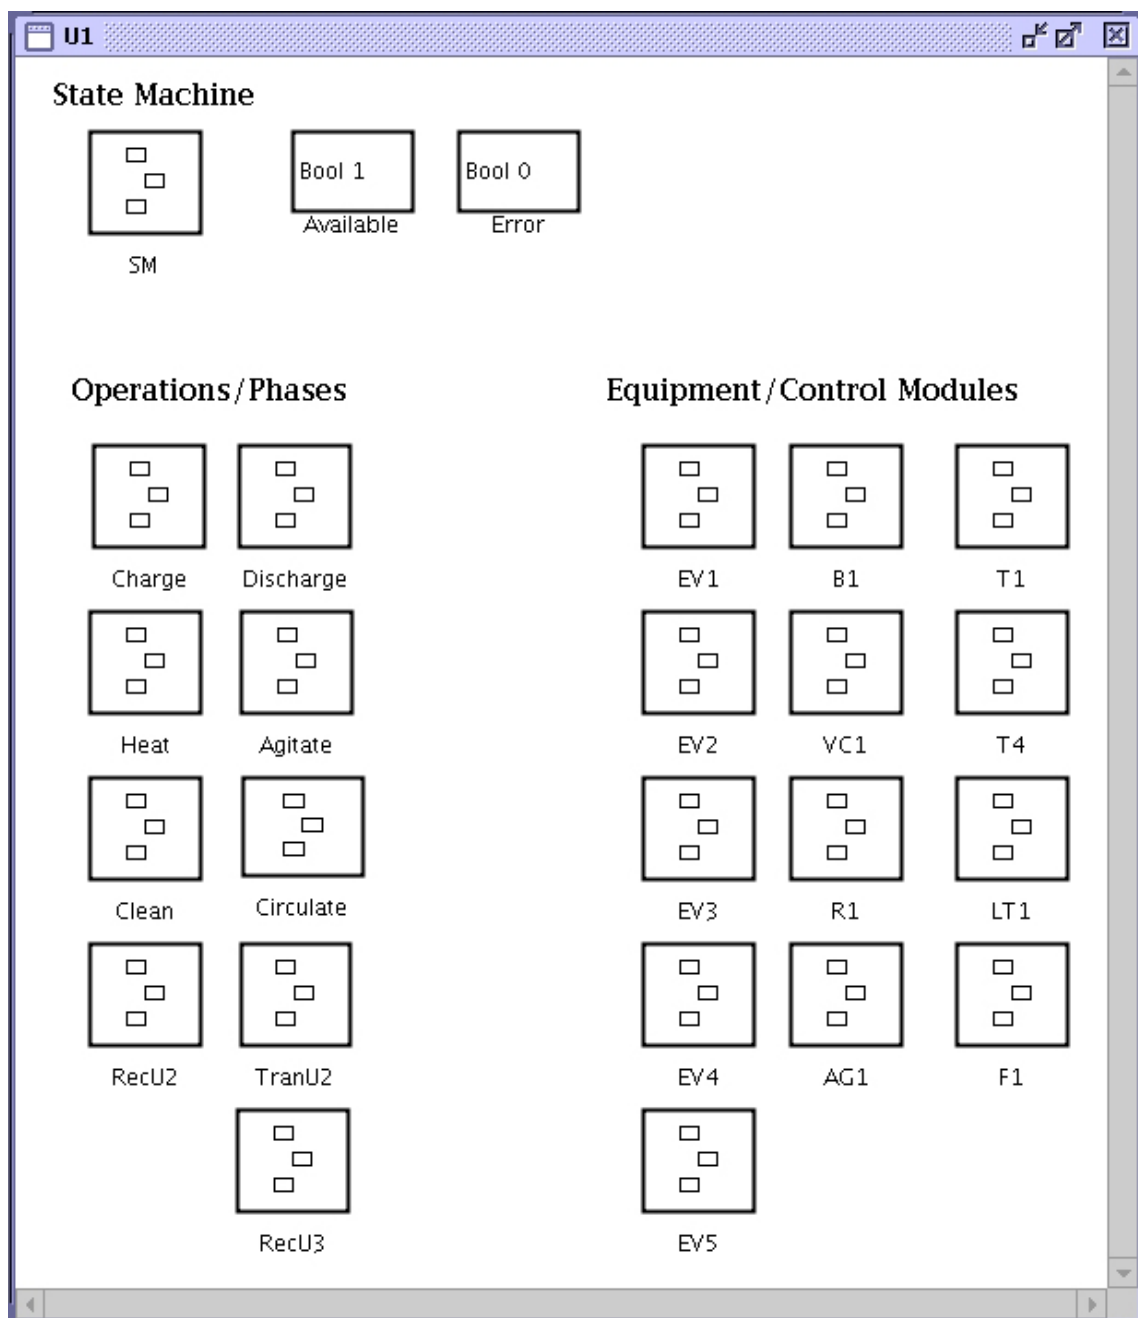 U1
State Machine
Bool 1
Bool 0
Available
Error
SM
Operations/Phases
Equipment/Control Modules
Charge
Discharge
EV1
B1
T1
Heat
Agitate
EV2
VC1
T4
Clean
Circulate
EV3
R1
LT1
RecU2
TranU2
EV4
AG1
F1
RecU3
EV5